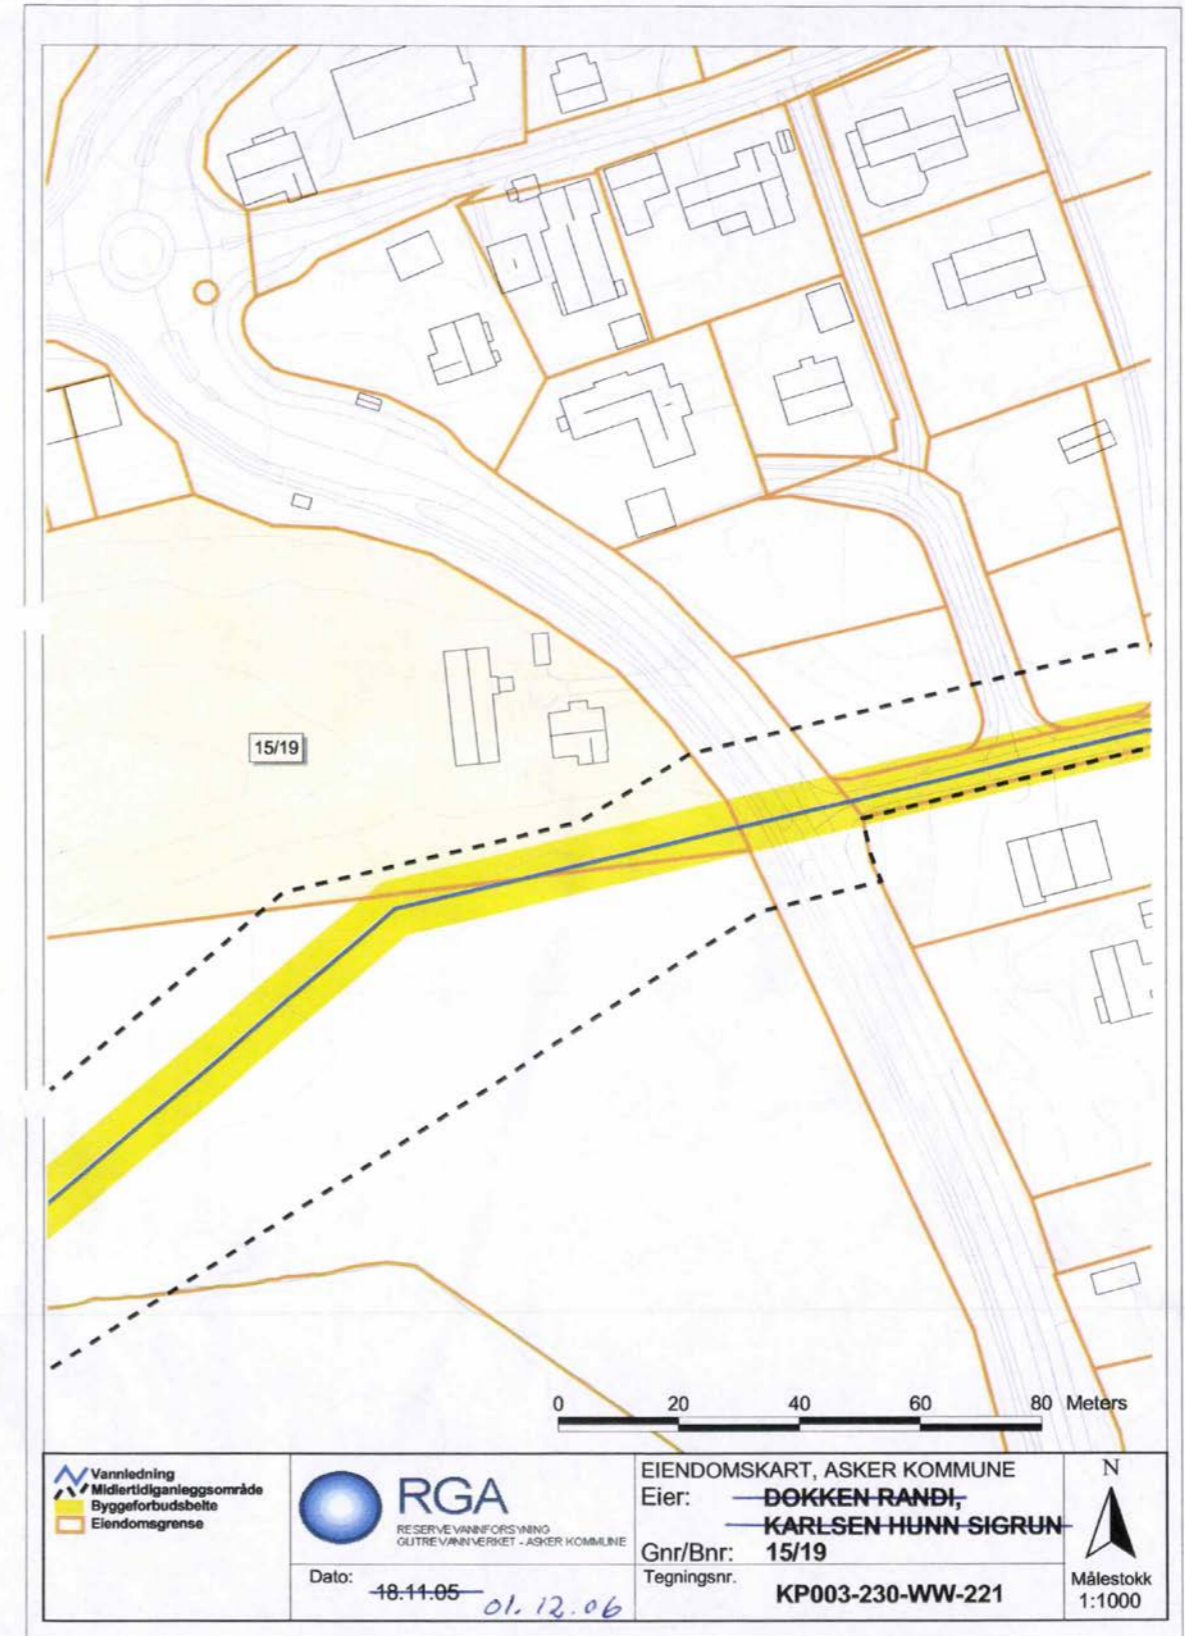 15/19
0 20 40 60 80 Meters
Vannledning
Midlertidiganleggsområde
Byggeforbudsbelte
Eiendomsgrense
RGA
RESERVEVANNFORSYNING
GLITREVANNVERKET - ASKER KOMMUNE
Dato: 18.11.05 01.12.06
EIENDOMSKART, ASKER KOMMUNE
Eier: DOKKEN RANDI,
KARLSEN HUNN SIGRUN
Gnr/Bnr: 15/19
Tegningsnr.
KP003-230-WW-221
N
Målestokk
1:1000